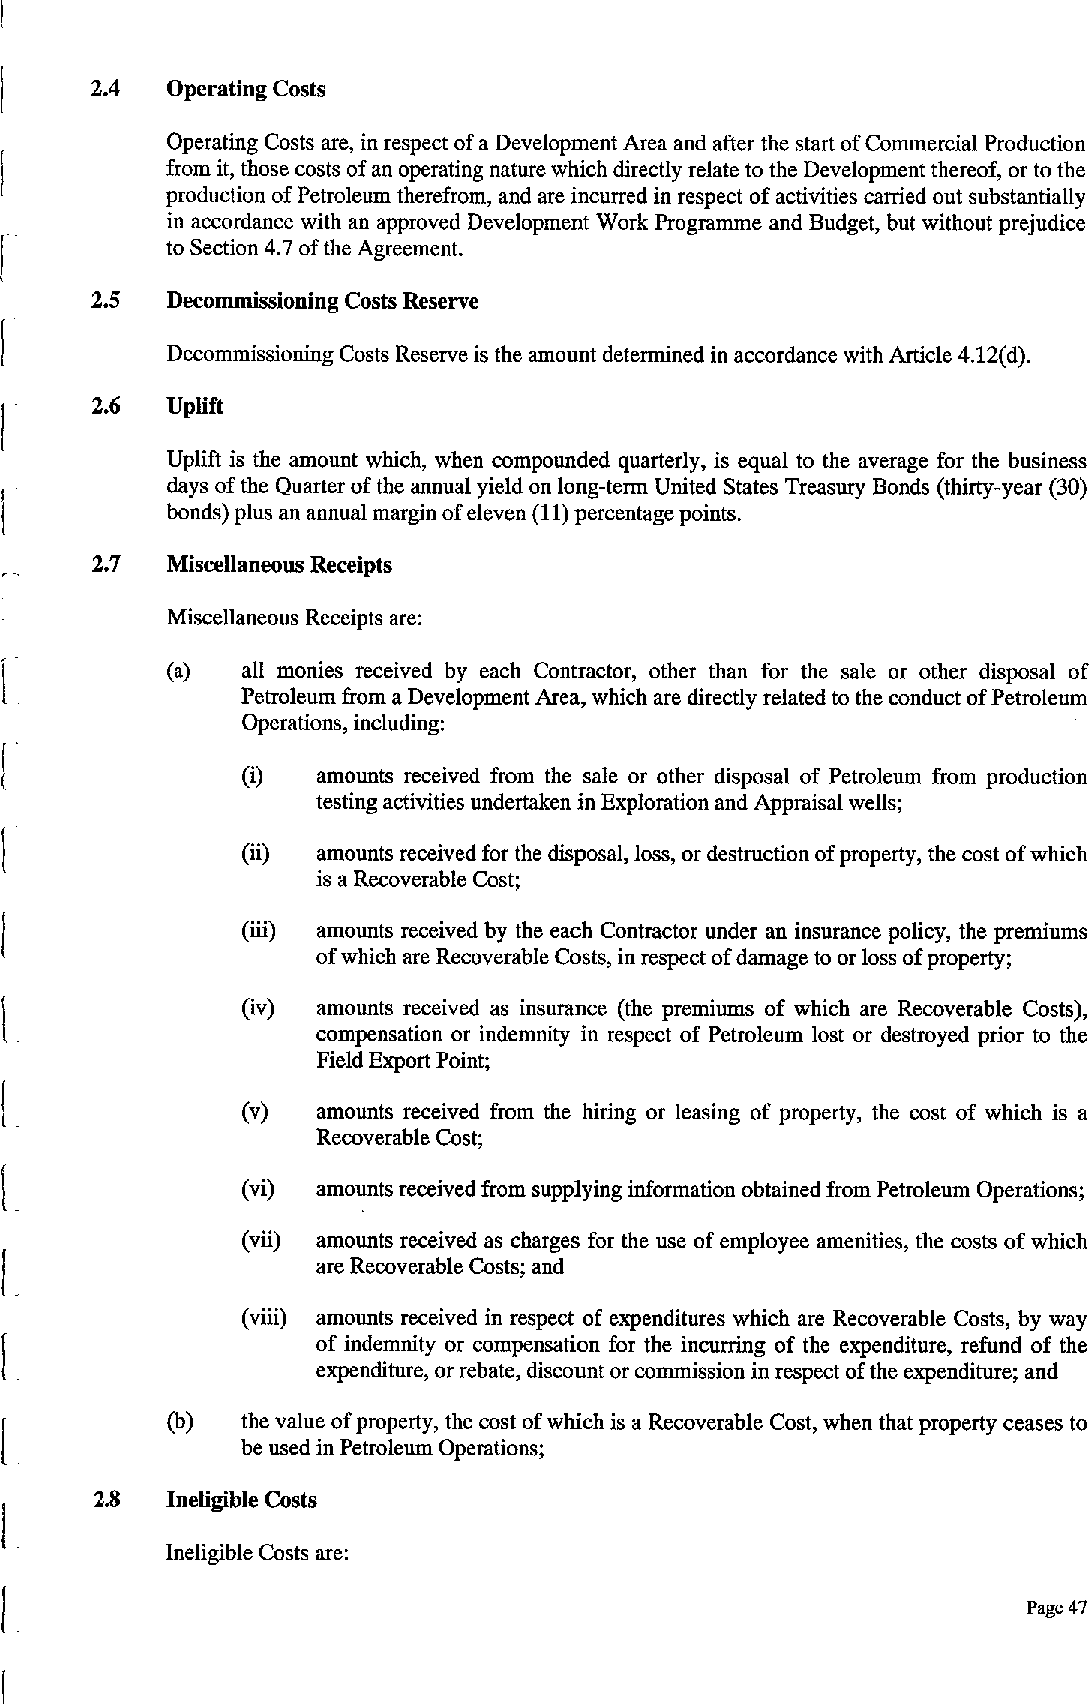 2.4 Operating Costs
Operating Costs are, in respect of a Development Area and after the start of Commercial Production
from it, those costs of an operating nature which directly relate to the Development thereof, or to the
production of Petroleum therefrom, and are incurred in respect of activities carried out substantially
in accordance with an approved Development Work Programme and Budget, but without prejudice
to Section 4.7 of the Agreement.
2.5 Decommissioning Costs Reserve
Decommissioning Costs Reserve is the amount determined in accordance with Article 4.12(d).
2.6 Uplift
Uplift is the amount which, when compounded quarterly, is equal to the average for the business
days of the Quarter of the annual yield on long-term United States Treasury Bonds (thirty-year (30)
bonds) plus an annual margin of eleven (11) percentage points.
2.7 Miscellaneous Receipts
Miscellaneous Receipts are:
(a) all monies received by each Contractor, other than for the sale or other disposal of
Petroleum from a Development Area, which are directly related to the conduct of Petroleum
Operations, including:
(i) amounts received from the sale or other disposal of Petroleum from production
testing activities undertaken in Exploration and Appraisal wells;
(ii) amounts received for the disposal, loss, or destruction of property, the cost of which
is a Recoverable Cost;
(iii) amounts received by the each Contractor under an insurance policy, the premiums
of which are Recoverable Costs, in respect of damage to or loss of property;
(iv) amounts received as insurance (the premiums of which are Recoverable Costs),
compensation or indemnity in respect of Petroleum lost or destroyed prior to the
Field Export Point;
(v) amounts received from the hiring or leasing of property, the cost of which is a
Recoverable Cost;
(vi) amounts received from supplying information obtained from Petroleum Operations;
(vii) amounts received as charges for the use of employee amenities, the costs of which
are Recoverable Costs; and
(viii) amounts received in respect of expenditures which are Recoverable Costs, by way
of indemnity or compensation for the incurring of the expenditure, refund of the
expenditure, or rebate, discount or commission in respect of the expenditure; and
(b) the value of property, the cost of which is a Recoverable Cost, when that property ceases to
be used in Petroleum Operations;
2.8 Ineligible Costs
Ineligible Costs are:
Page 47